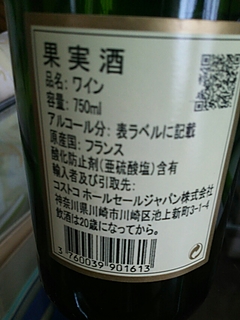 果実酒
品名：ワイン
容量：750ml
アルコール分：表ラベルに記載
原産国：フランス
酸化防止剤（亜硫酸塩）含有
輸入者及び引取先：
コストコ ホールセールジャパン株式会社
神奈川県川崎市川崎区池上新町3-1-4
飲酒は20歳になってから。
3 760039 901613